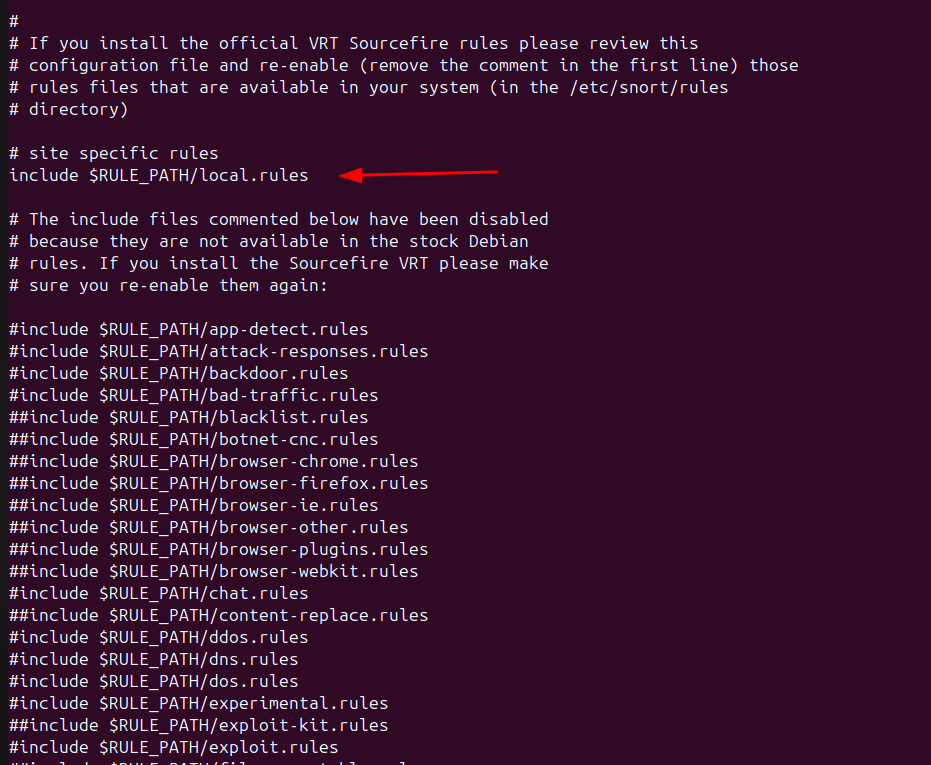 #
# If you install the official VRT Sourcefire rules please review this
# configuration file and re-enable (remove the comment in the first line) those
# rules files that are available in your system (in the /etc/snort/rules
# directory)
# site specific rules
include $RULE_PATH/local.rules
# The include files commented below have been disabled
# because they are not available in the stock Debian
# rules. If you install the Sourcefire VRT please make
# sure you re-enable them again:
#include $RULE_PATH/app-detect.rules
#include $RULE_PATH/attack-responses.rules
#include $RULE_PATH/backdoor.rules
#include $RULE_PATH/bad-traffic.rules
##include $RULE_PATH/blacklist.rules
##include $RULE_PATH/botnet-cnc.rules
##include $RULE_PATH/browser-chrome.rules
##include $RULE_PATH/browser-firefox.rules
##include $RULE_PATH/browser-ie.rules
##include $RULE_PATH/browser-other.rules
##include $RULE_PATH/browser-plugins.rules
##include $RULE_PATH/browser-webkit.rules
#include $RULE_PATH/chat.rules
##include $RULE_PATH/content-replace.rules
#include $RULE_PATH/ddos.rules
#include $RULE_PATH/dns.rules
#include $RULE_PATH/dos.rules
#include $RULE_PATH/experimental.rules
##include $RULE_PATH/exploit-kit.rules
#include $RULE_PATH/exploit.rules